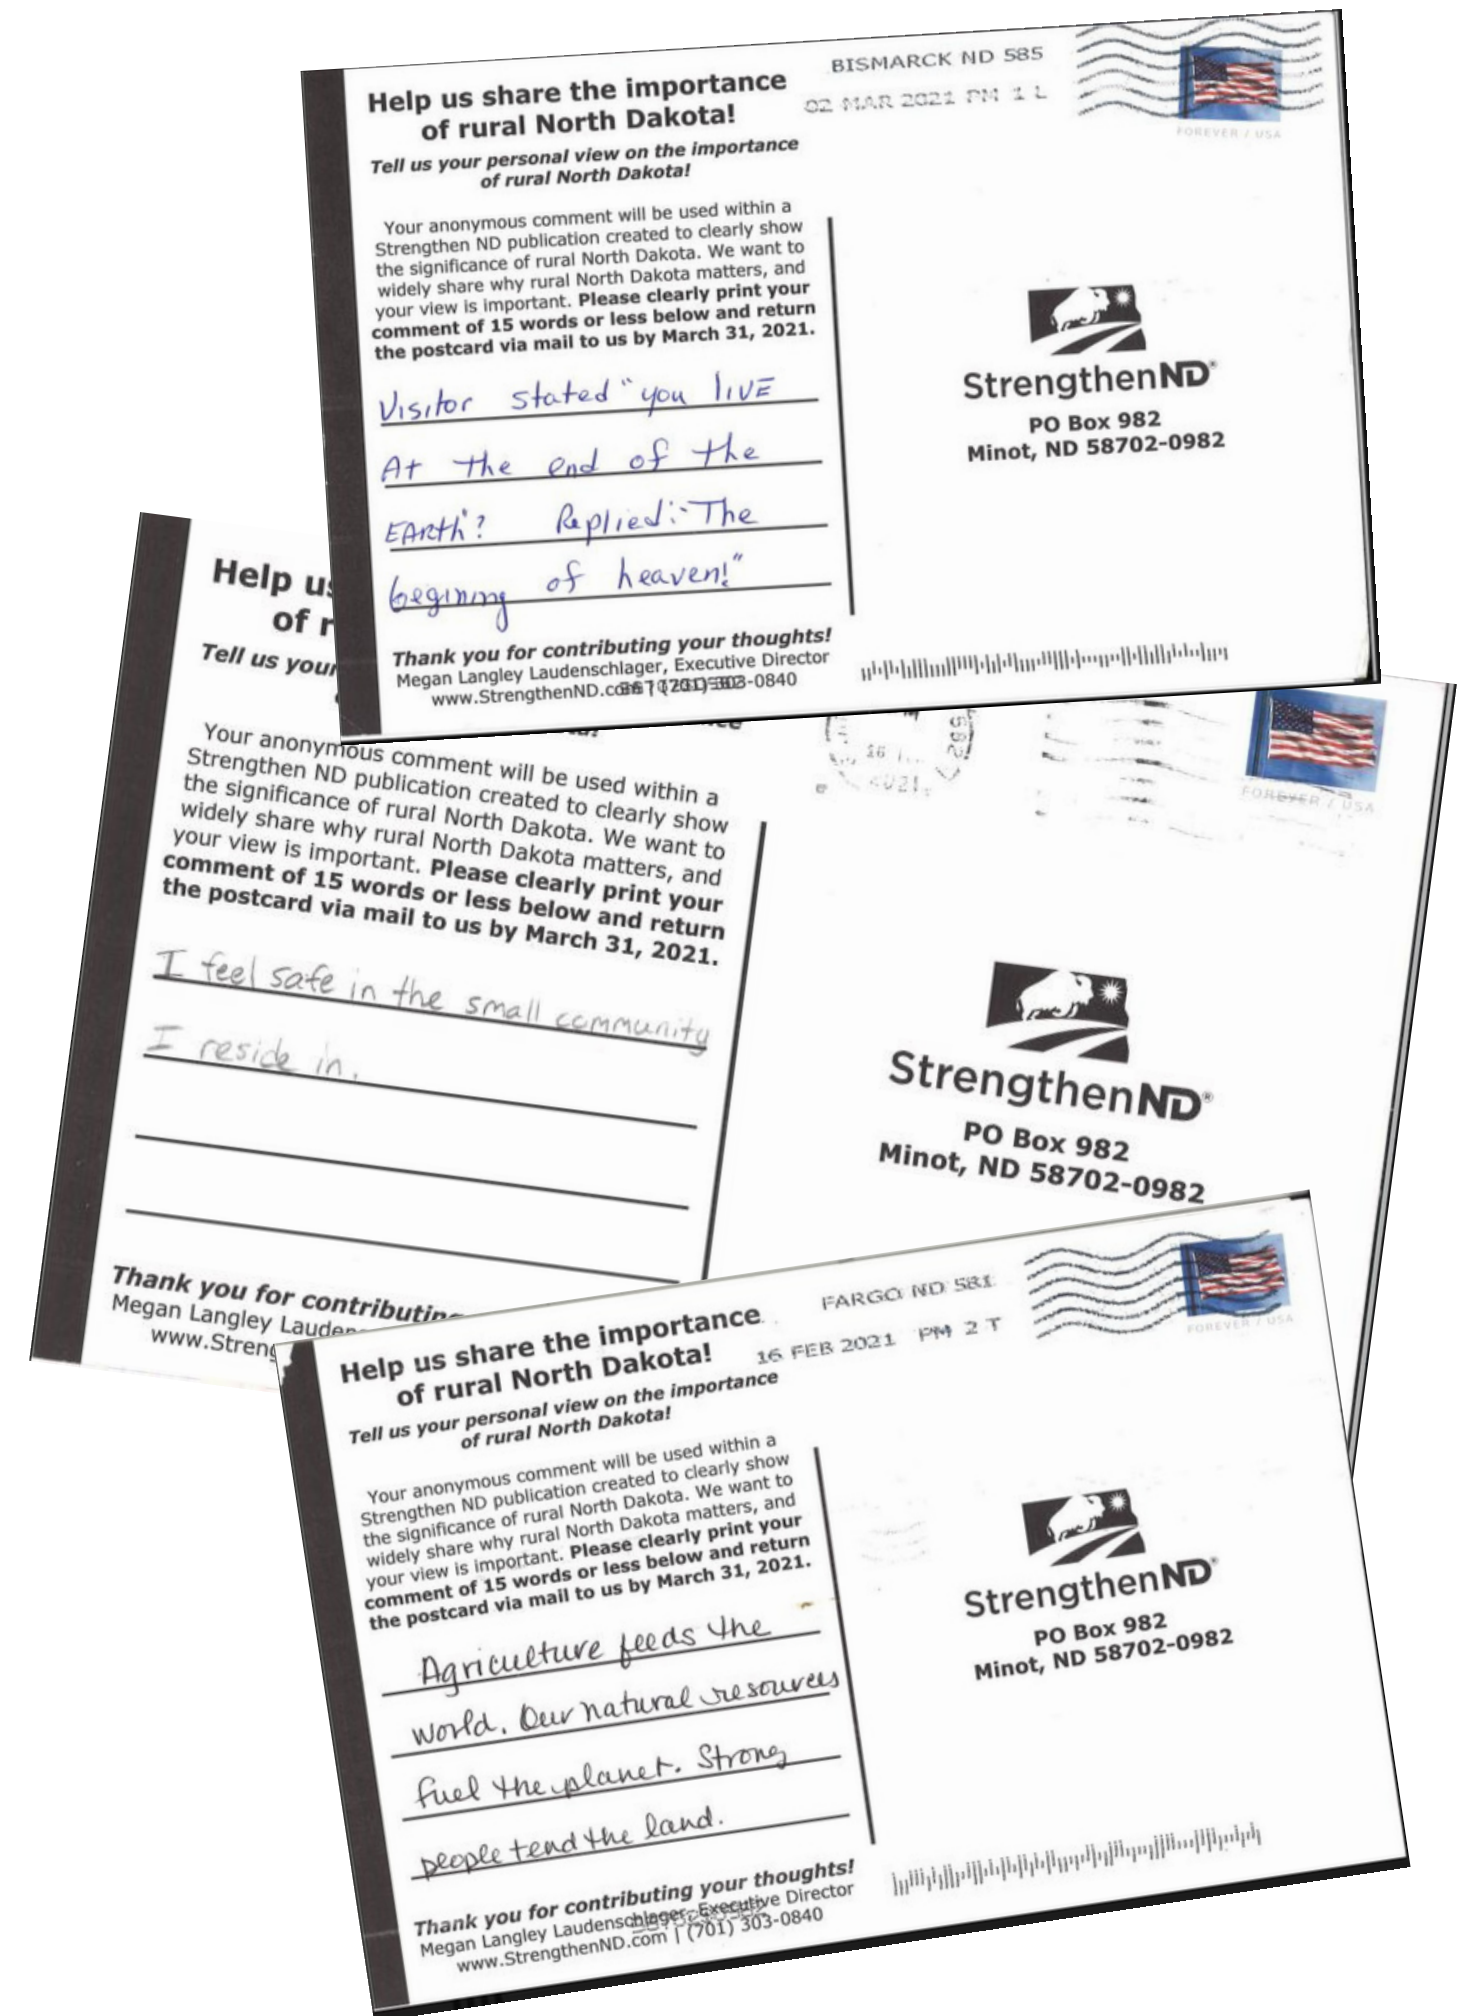 Help us share the importance
of rural North Dakota!
Tell us your personal view on the importance
of rural North Dakota!
Your anonymous comment will be used within a
Strengthen ND publication created to clearly show
the significance of rural North Dakota. We want to
widely share why rural North Dakota matters, and
your view is important. Please clearly print your
comment of 15 words or less below and return
the postcard via mail to us by March 31, 2021.
Visitor stated "you live
At the end of the
EARth"? Replied: "The
begining of heaven!"
Thank you for contributing your thoughts!
Megan Langley Laudenschlager, Executive Director
www.StrengthenND.com | (701) 303-0840
BISMARCK ND 585
02 MAR 2021 PM 1 L
FOREVER / USA
StrengthenND®
PO Box 982
Minot, ND 58702-0982
Help us
of r
Tell us your
Your anonymous comment will be used within a
Strengthen ND publication created to clearly show
the significance of rural North Dakota. We want to
widely share why rural North Dakota matters, and
your view is important. Please clearly print your
comment of 15 words or less below and return
the postcard via mail to us by March 31, 2021.
I feel safe in the small community
I reside in.
Thank you for contributing
Megan Langley Lauden
www.Streng
582
16
2021
FOREVER / USA
StrengthenND®
PO Box 982
Minot, ND 58702-0982
Help us share the importance
of rural North Dakota!
Tell us your personal view on the importance
of rural North Dakota!
Your anonymous comment will be used within a
Strengthen ND publication created to clearly show
the significance of rural North Dakota. We want to
widely share why rural North Dakota matters, and
your view is important. Please clearly print your
comment of 15 words or less below and return
the postcard via mail to us by March 31, 2021.
Agriculture feeds the
world. Our natural resources
fuel the planet. Strong
people tend the land.
Thank you for contributing your thoughts!
Megan Langley Laudenschlager, Executive Director
www.StrengthenND.com | (701) 303-0840
FARGO ND 581
16 FEB 2021 PM 2 T
FOREVER / USA
StrengthenND®
PO Box 982
Minot, ND 58702-0982